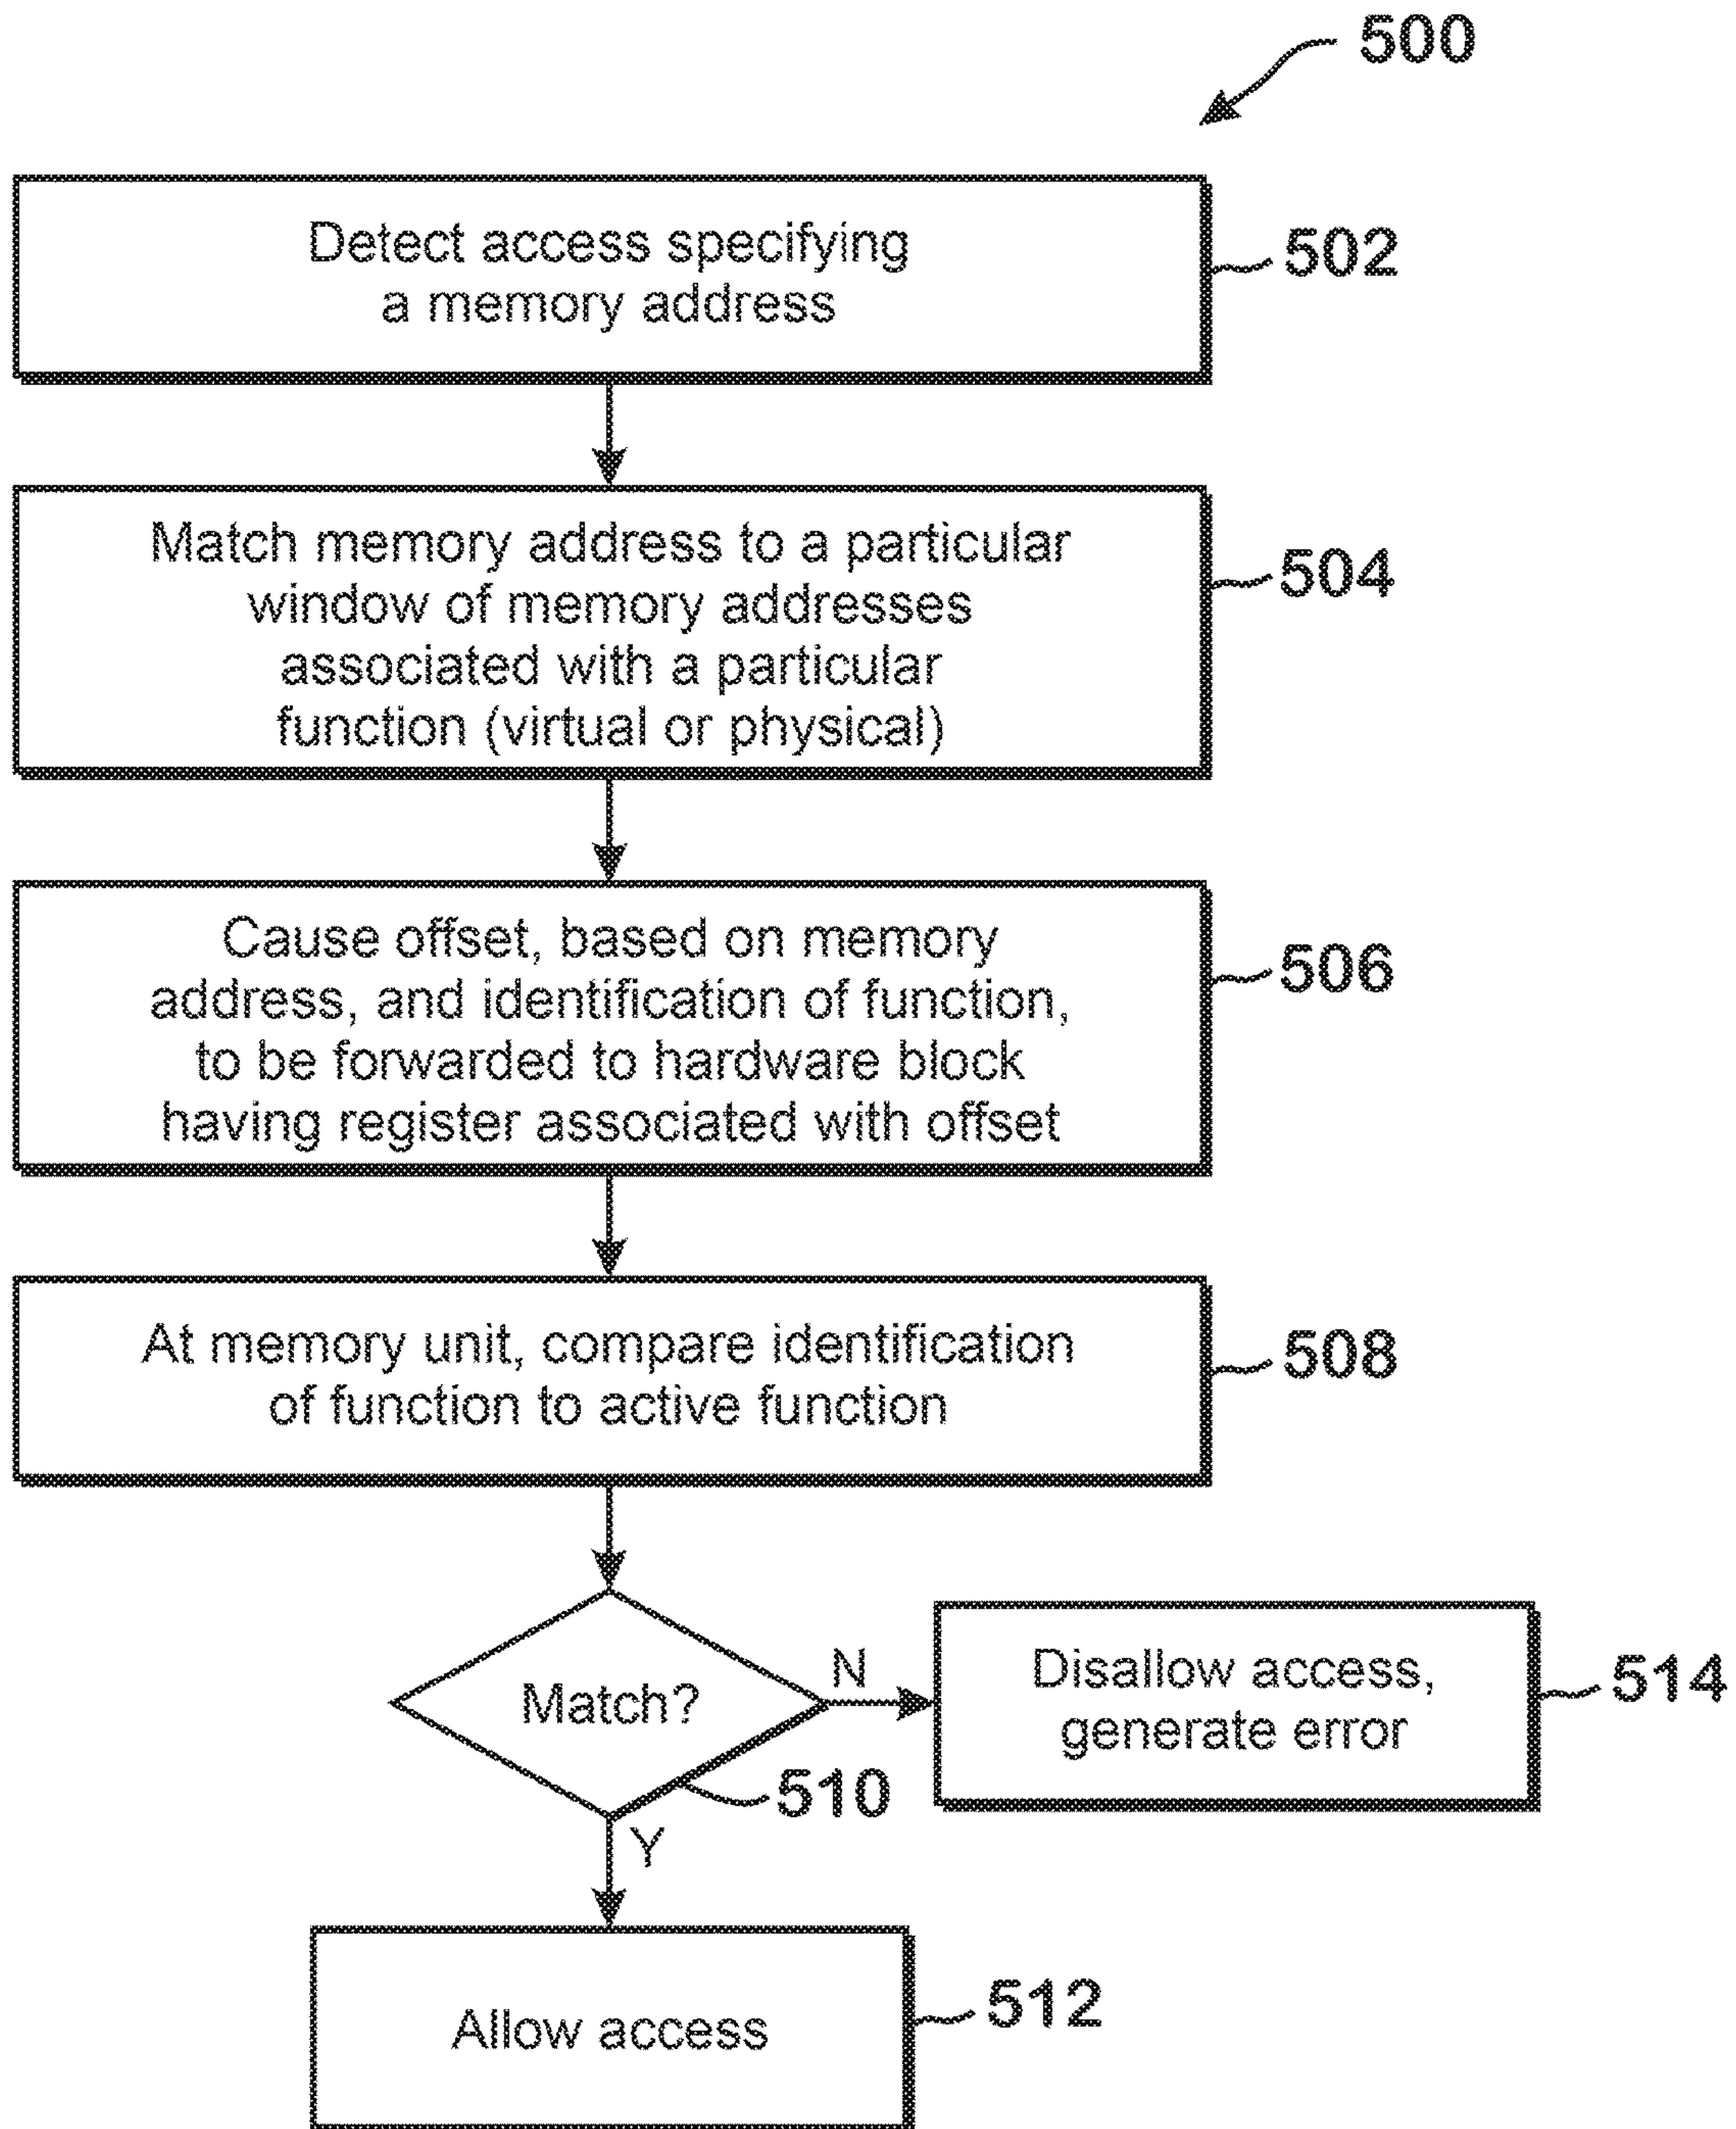 500
Detect access specifying
a memory address
502
Match memory address to a particular
window of memory addresses
associated with a particular
function (virtual or physical)
504
Cause offset, based on memory
address, and identification of function,
to be forwarded to hardware block
having register associated with offset
506
At memory unit, compare identification
of function to active function
508
Match?
N
510
Y
Disallow access,
generate error
514
Allow access
512